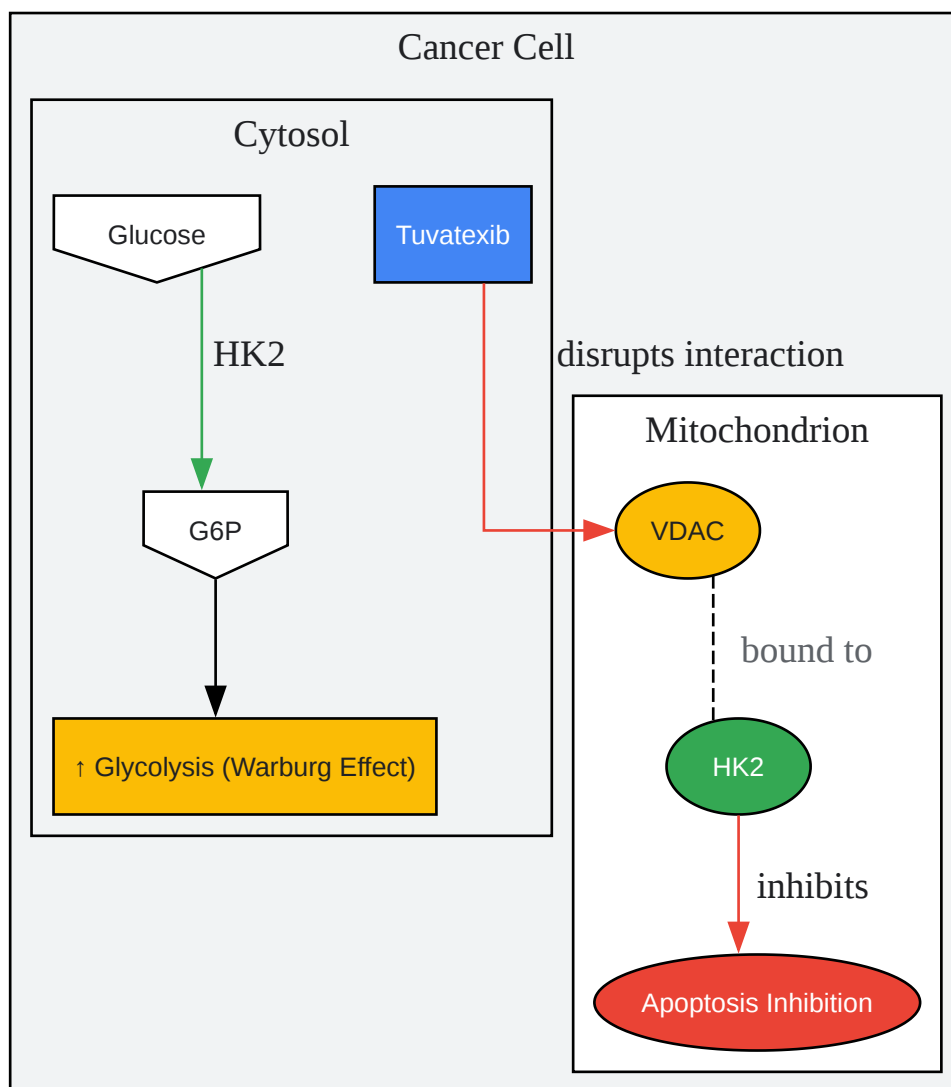 Cancer Cell
Cytosol
Glucose
Tuvatexib
HK2
disrupts interaction
Mitochondrion
G6P
VDAC
bound to
↑ Glycolysis (Warburg Effect)
HK2
inhibits
Apoptosis Inhibition